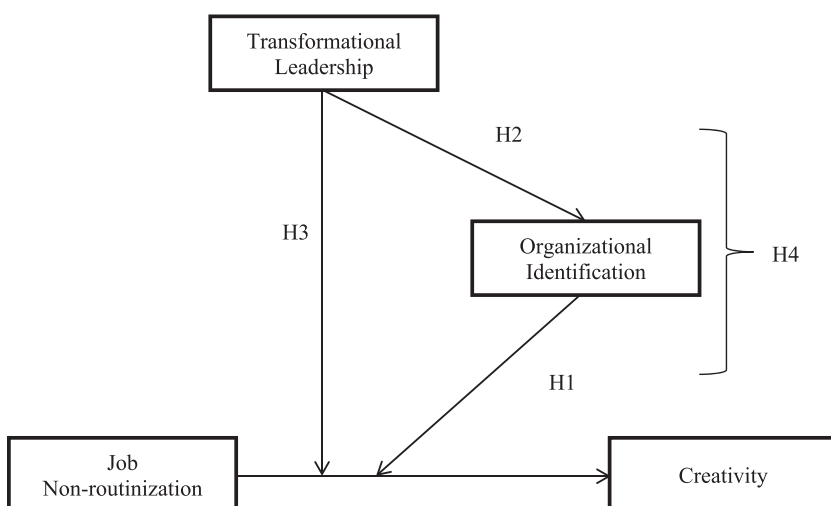 Transformational
Leadership
H2
H3
Organizational
Identification
H4
H1
Job
Non-routinization
Creativity